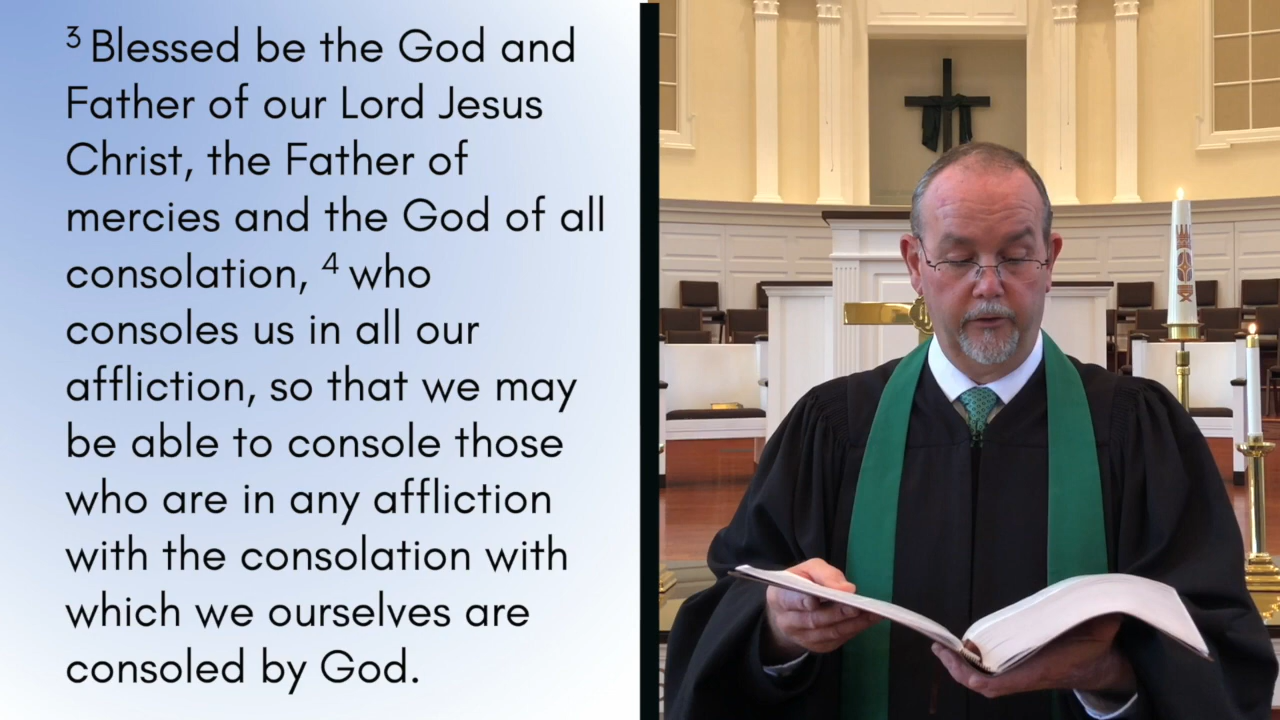 3 Blessed be the God and
Father of our Lord Jesus
Christ, the Father of
mercies and the God of all
consolation, 4 who
consoles us in all our
affliction, so that we may
be able to console those
who are in any affliction
with the consolation with
which we ourselves are
consoled by God.